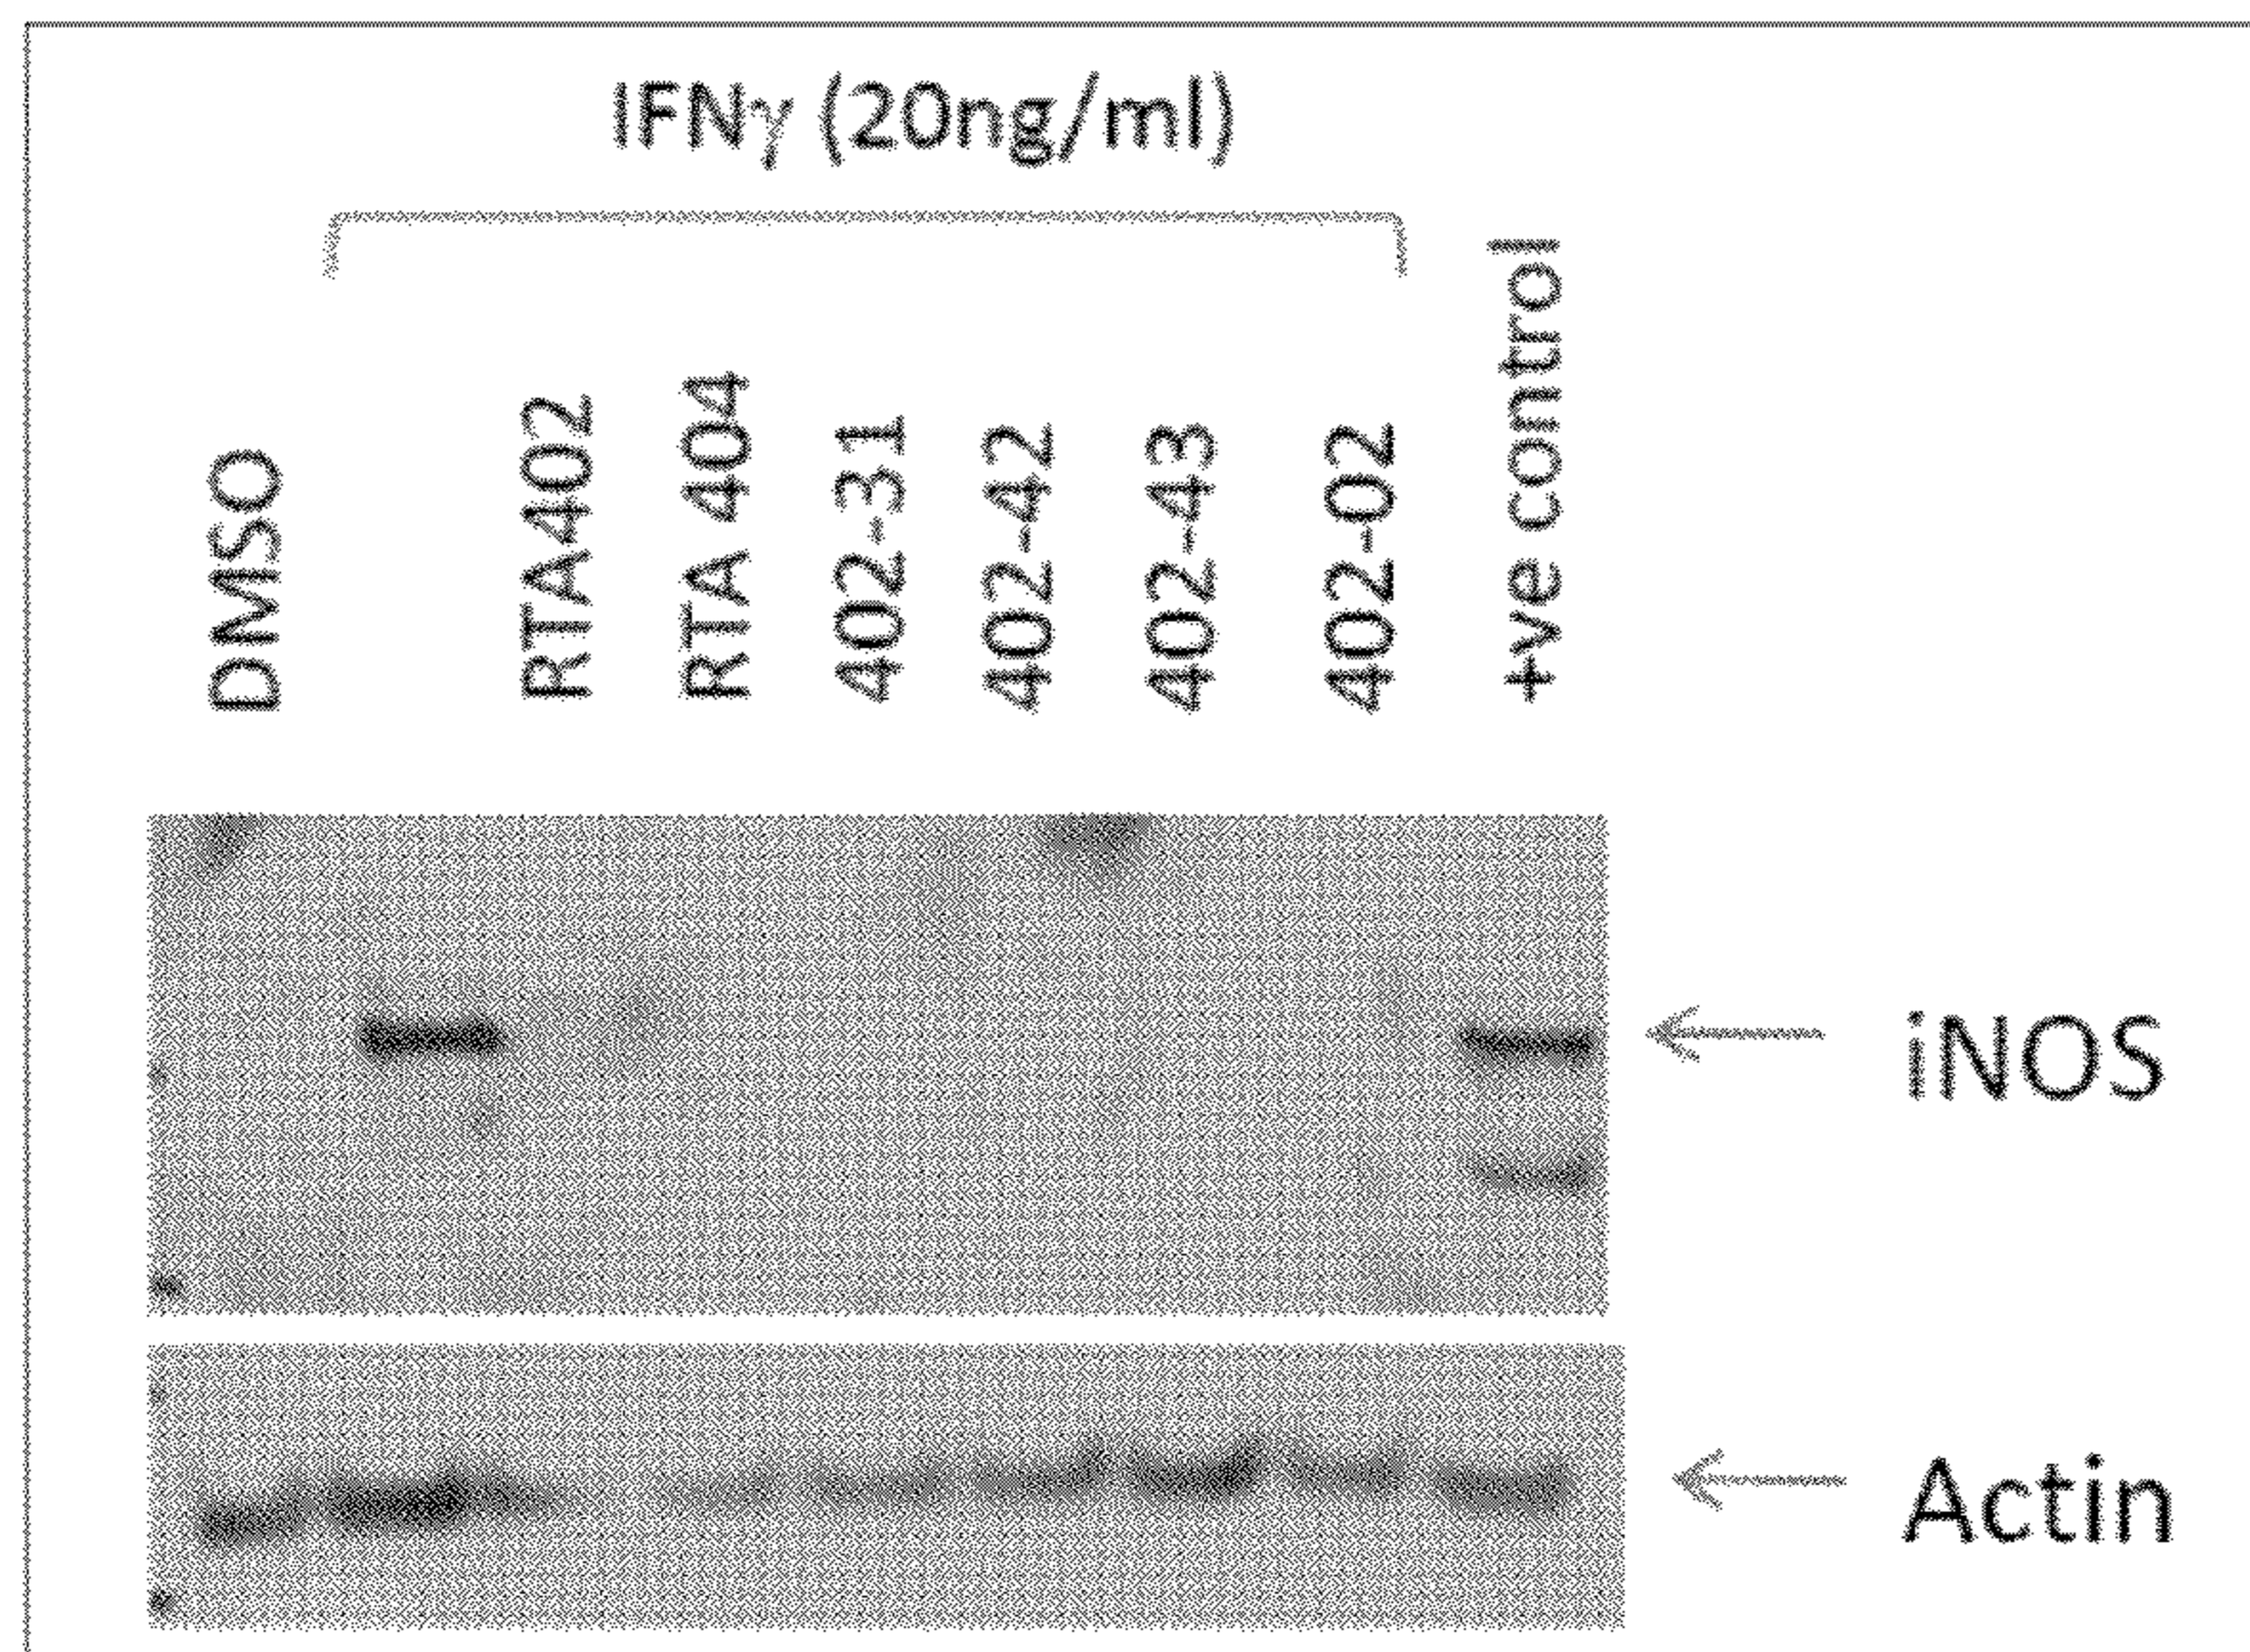 IFNγ (20ng/ml)
DMSO
RTA402
RTA 404
402-31
402-42
402-43
402-02
+ve control
iNOS
Actin